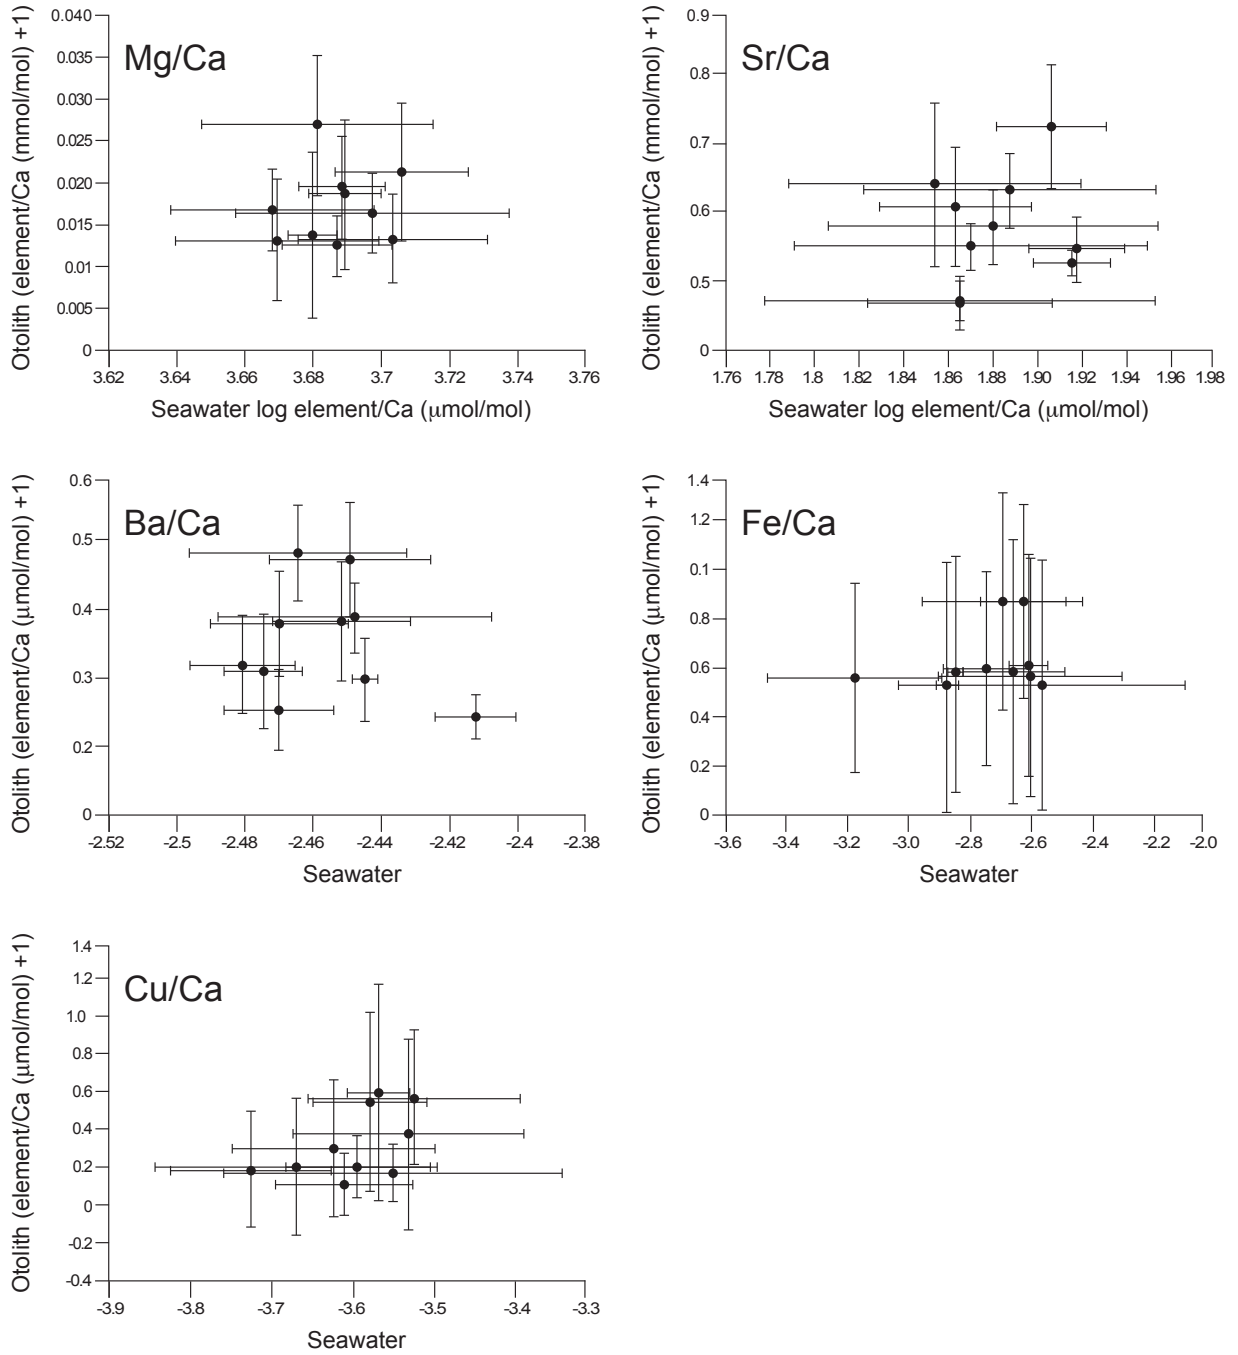 Otolith (element/Ca (mmol/mol) +1)
Mg/Ca
0.040
0.035
0.030
0.025
0.020
0.015
0.01
0.005
0
3.62 3.64 3.66 3.68 3.7 3.72 3.74 3.76
Seawater log element/Ca (μmol/mol)
Otolith (element/Ca (mmol/mol) +1)
Sr/Ca
0.9
0.8
0.7
0.6
0.5
0
1.76 1.78 1.8 1.82 1.84 1.86 1.88 1.90 1.92 1.94 1.96 1.98
Seawater log element/Ca (μmol/mol)
Otolith (element/Ca (μmol/mol) +1)
Ba/Ca
0.6
0.5
0.4
0.3
0.2
0
-2.52 -2.5 -2.48 -2.46 -2.44 -2.42 -2.4 -2.38
Seawater
Otolith (element/Ca (μmol/mol) +1)
Fe/Ca
1.4
1.2
0.1
0.8
0.6
0.4
0.2
0
-3.6 -3.4 -3.2 -3.0 -2.8 -2.6 -2.4 -2.2 -2.0
Seawater
Otolith (element/Ca (μmol/mol) +1)
Cu/Ca
1.4
1.2
1.0
0.8
0.6
0.4
0.2
0
-0.2
-0.4
-3.9 -3.8 -3.7 -3.6 -3.5 -3.4 -3.3
Seawater